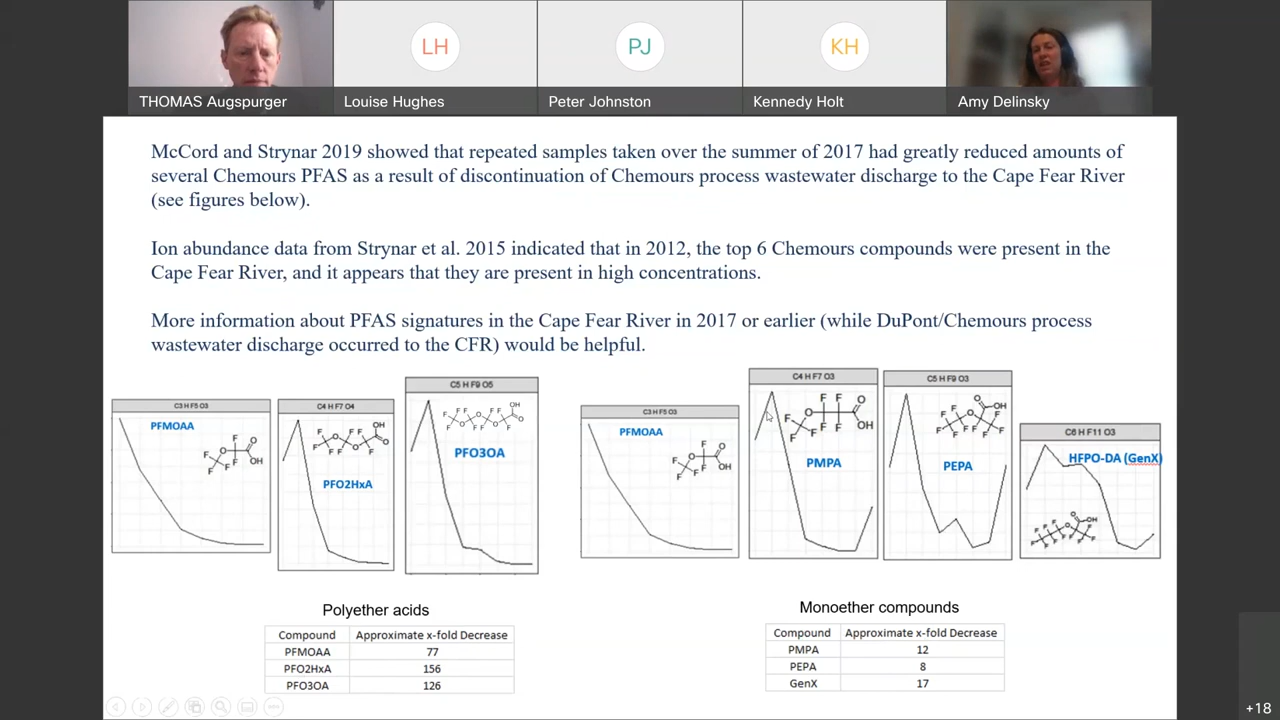 LH
PJ
KH
THOMAS Augspurger
Louise Hughes
Peter Johnston
Kennedy Holt
Amy Delinsky
McCord and Strynar 2019 showed that repeated samples taken over the summer of 2017 had greatly reduced amounts of
several Chemours PFAS as a result of discontinuation of Chemours process wastewater discharge to the Cape Fear River
(see figures below).
Ion abundance data from Strynar et al. 2015 indicated that in 2012, the top 6 Chemours compounds were present in the
Cape Fear River, and it appears that they are present in high concentrations.
More information about PFAS signatures in the Cape Fear River in 2017 or earlier (while DuPont/Chemours process
wastewater discharge occurred to the CFR) would be helpful.
C3 H F5 O3
PFMOAA
C4 H F7 O4
PFO2HxA
C5 H F9 O5
PFO3OA
C3 H F5 O3
PFMOAA
C4 H F7 O3
PMPA
C5 H F9 O3
PEPA
C6 H F11 O3
HFPO-DA (GenX)
Polyether acids
Compound Approximate x-fold Decrease
PFMOAA 77
PFO2HxA 156
PFO3OA 126
Monoether compounds
Compound Approximate x-fold Decrease
PMPA 12
PEPA 8
GenX 17
+18